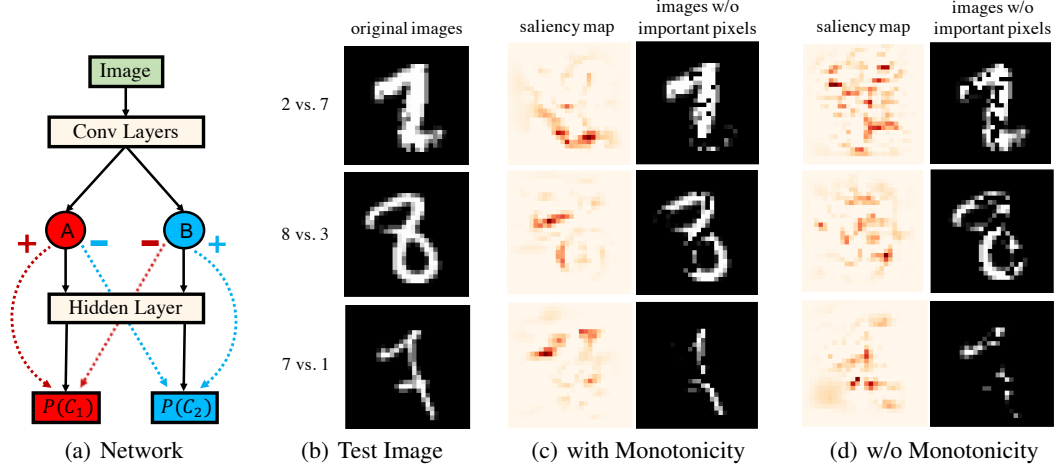 Image
Conv Layers
A
B
+
−
−
+
Hidden Layer
P(C₁)
P(C₂)
(a) Network
original images
2 vs. 7
8 vs. 3
7 vs. 1
(b) Test Image
saliency map
images w/o
important pixels
(c) with Monotonicity
saliency map
images w/o
important pixels
(d) w/o Monotonicity